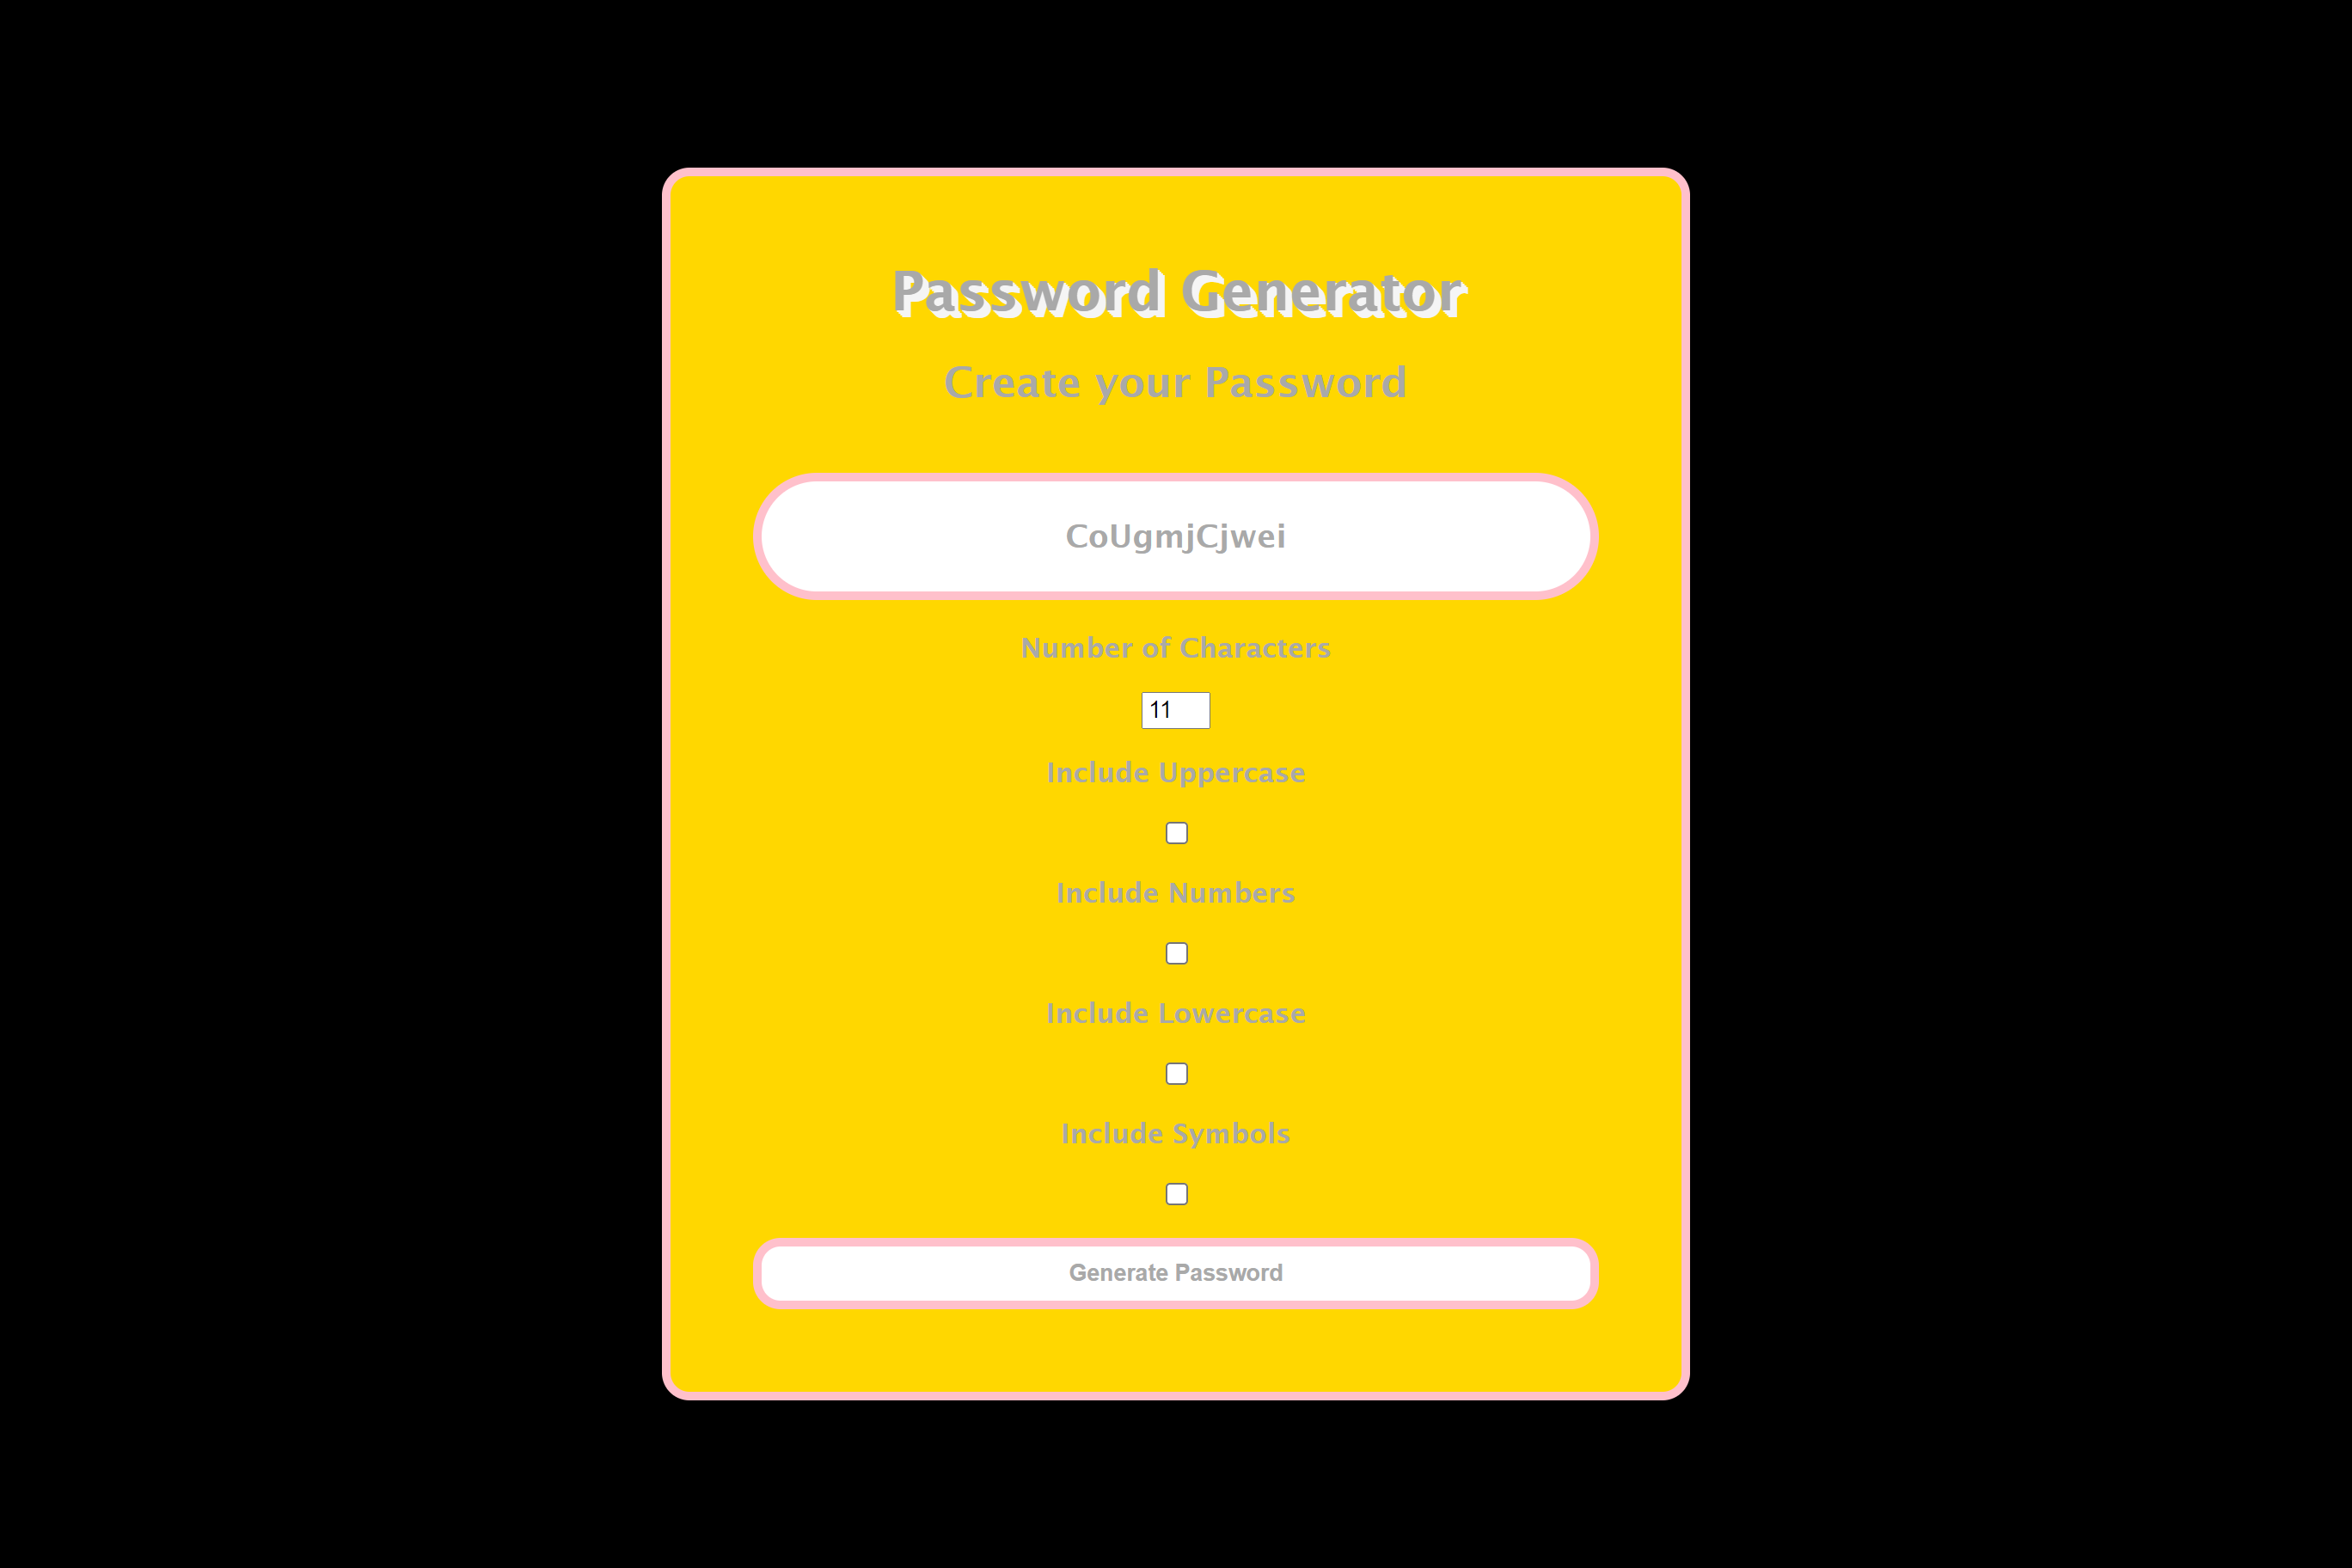 Password Generator
Create your Password
CoUgmjCjwei
Number of Characters
11
Include Uppercase
Include Numbers
Include Lowercase
Include Symbols
Generate Password